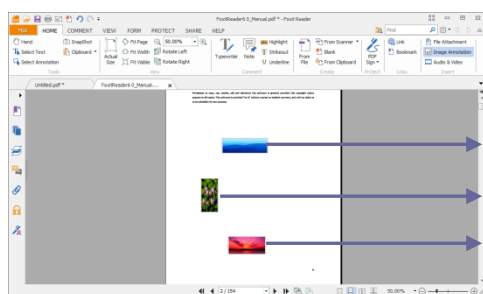 FoxitReader6.0_Manual.pdf * - Foxit Reader
FILE HOME COMMENT VIEW FORM PROTECT SHARE HELP Find
Hand SnapShot Fit Page 50.00% Highlight From Scanner Link File Attachment
Select Text Clipboard Fit Width Rotate Left Strikeout Blank Bookmark Image Annotation
Select Annotation Actual Size Fit Visible Rotate Right Typewriter Note Underline From File From Clipboard PDF Sign Audio & Video
Tools View Comment Create Protect Links Insert
Untitled.pdf * FoxitReader6.0_Manual....
2 / 154 50.00%